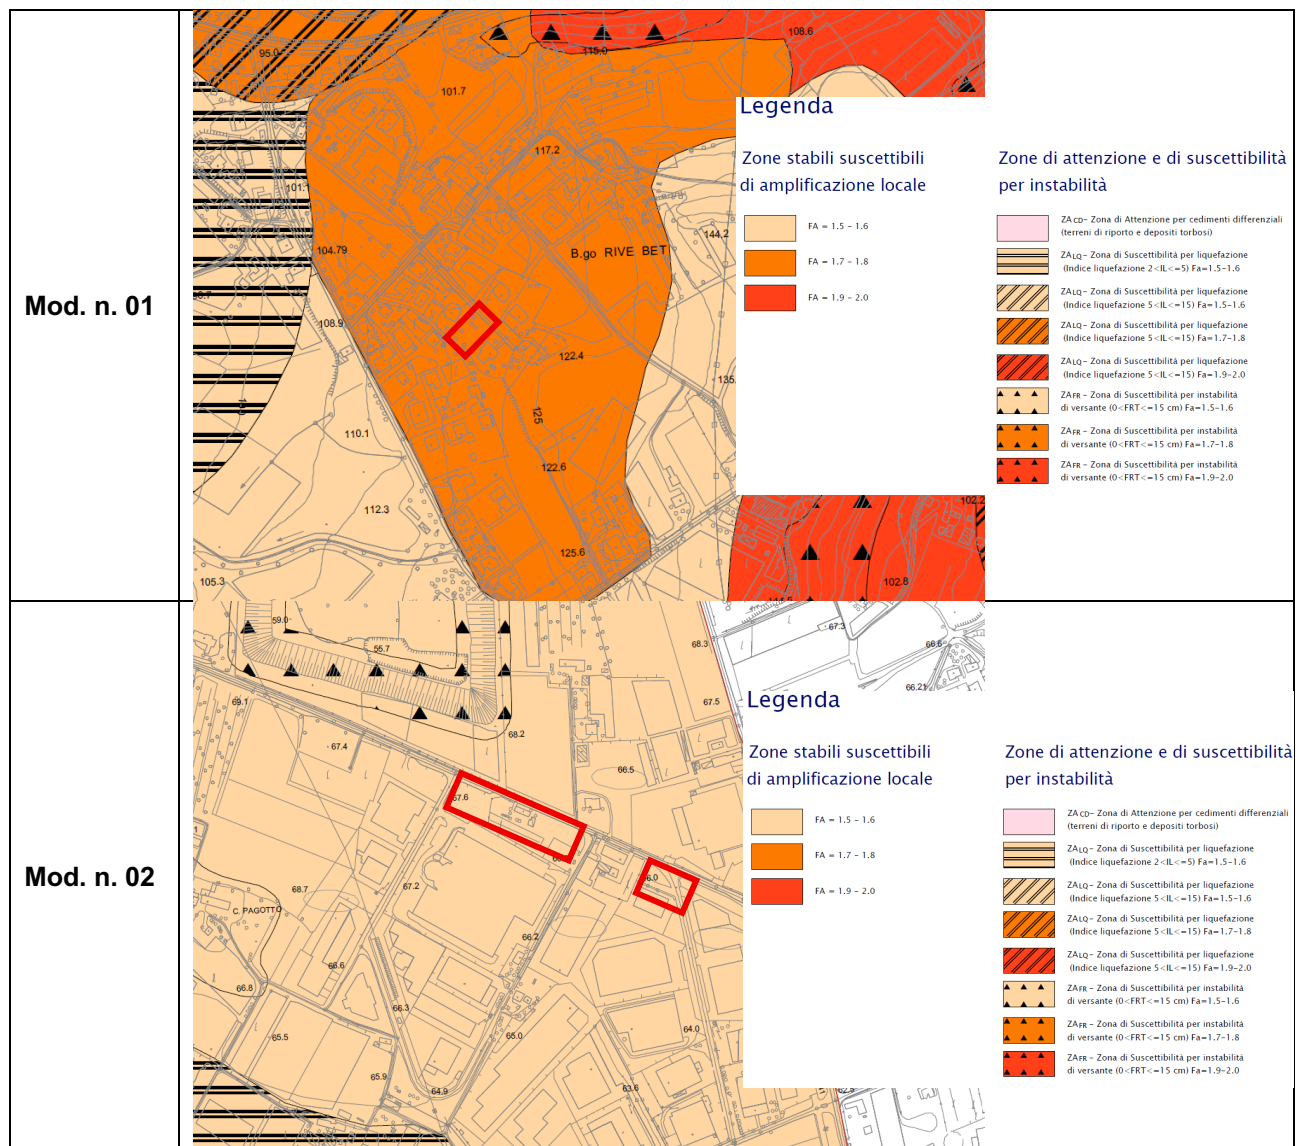 Mod. n. 01
95.0
101.7
115.0
108.6
117.2
101.1
104.79
B.go RIVE BET
144.2
108.9
122.4
135.
125
110.1
122.6
112.3
125.6
105.3
102.2
102.8
Legenda
Zone stabili suscettibili
di amplificazione locale
FA = 1.5 - 1.6
FA = 1.7 - 1.8
FA = 1.9 - 2.0
Zone di attenzione e di suscettibilità
per instabilità
ZACD- Zona di Attenzione per cedimenti differenziali
(terreni di riporto e depositi torbosi)
ZALQ- Zona di Suscettibilità per liquefazione
(Indice liquefazione 2<IL<=5) Fa=1.5-1.6
ZALQ- Zona di Suscettibilità per liquefazione
(Indice liquefazione 5<IL<=15) Fa=1.5-1.6
ZALQ- Zona di Suscettibilità per liquefazione
(Indice liquefazione 5<IL<=15) Fa=1.7-1.8
ZALQ- Zona di Suscettibilità per liquefazione
(Indice liquefazione 5<IL<=15) Fa=1.9-2.0
ZAFR - Zona di Suscettibilità per instabilità
di versante (0<FRT<=15 cm) Fa=1.5-1.6
ZAFR - Zona di Suscettibilità per instabilità
di versante (0<FRT<=15 cm) Fa=1.7-1.8
ZAFR - Zona di Suscettibilità per instabilità
di versante (0<FRT<=15 cm) Fa=1.9-2.0
Mod. n. 02
59.0
55.7
68.3
67.3
66.6
66.21
69.1
67.5
68.2
67.4
66.5
67.6
6.0
67.2
68.7
C. PAGOTTO
66.2
66.6
66.8
66.3
65.5
65.0
64.0
65.9
64.9
63.6
62.5
Legenda
Zone stabili suscettibili
di amplificazione locale
FA = 1.5 - 1.6
FA = 1.7 - 1.8
FA = 1.9 - 2.0
Zone di attenzione e di suscettibilità
per instabilità
ZACD- Zona di Attenzione per cedimenti differenziali
(terreni di riporto e depositi torbosi)
ZALQ- Zona di Suscettibilità per liquefazione
(Indice liquefazione 2<IL<=5) Fa=1.5-1.6
ZALQ- Zona di Suscettibilità per liquefazione
(Indice liquefazione 5<IL<=15) Fa=1.5-1.6
ZALQ- Zona di Suscettibilità per liquefazione
(Indice liquefazione 5<IL<=15) Fa=1.7-1.8
ZALQ- Zona di Suscettibilità per liquefazione
(Indice liquefazione 5<IL<=15) Fa=1.9-2.0
ZAFR - Zona di Suscettibilità per instabilità
di versante (0<FRT<=15 cm) Fa=1.5-1.6
ZAFR - Zona di Suscettibilità per instabilità
di versante (0<FRT<=15 cm) Fa=1.7-1.8
ZAFR - Zona di Suscettibilità per instabilità
di versante (0<FRT<=15 cm) Fa=1.9-2.0